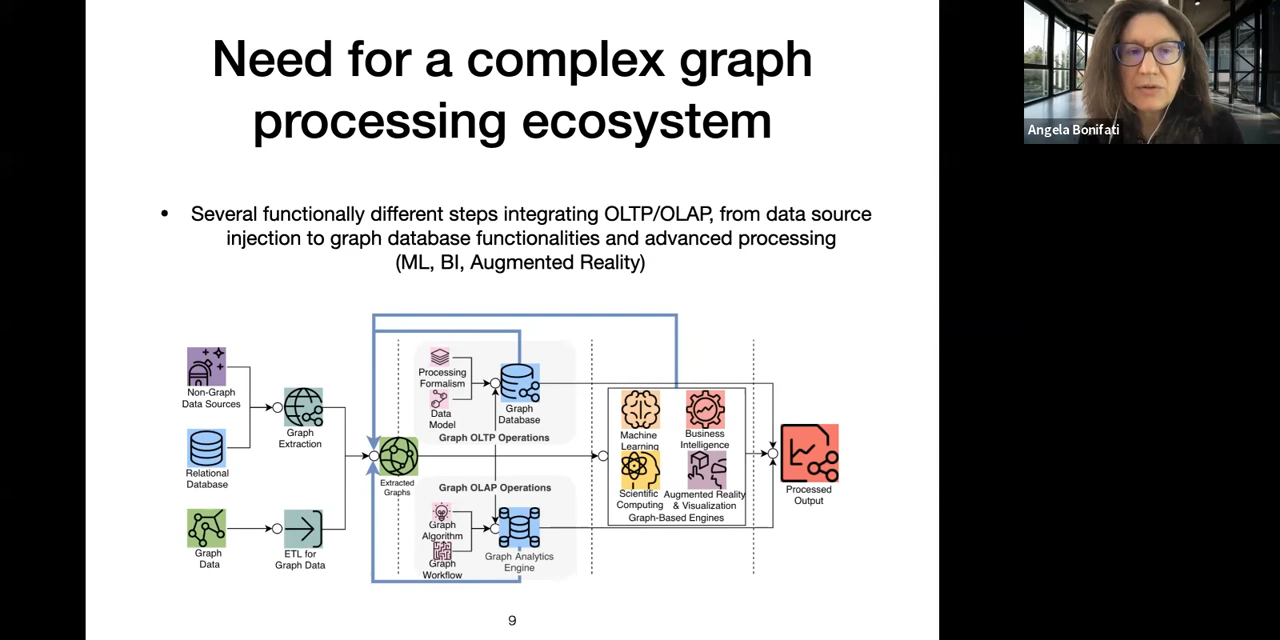 Need for a complex graph
processing ecosystem
Angela Bonifati
• Several functionally different steps integrating OLTP/OLAP, from data source
injection to graph database functionalities and advanced processing
(ML, BI, Augmented Reality)
Non-Graph
Data Sources
Relational
Database
Graph
Data
Graph
Extraction
ETL for
Graph Data
Extracted
Graphs
Processing
Formalism
Data
Model
Graph
Database
Graph OLTP Operations
Graph OLAP Operations
Graph
Algorithm
Graph
Workflow
Graph Analytics
Engine
Machine
Learning
Business
Intelligence
Scientific
Computing
Augmented Reality
& Visualization
Graph-Based Engines
Processed
Output
9